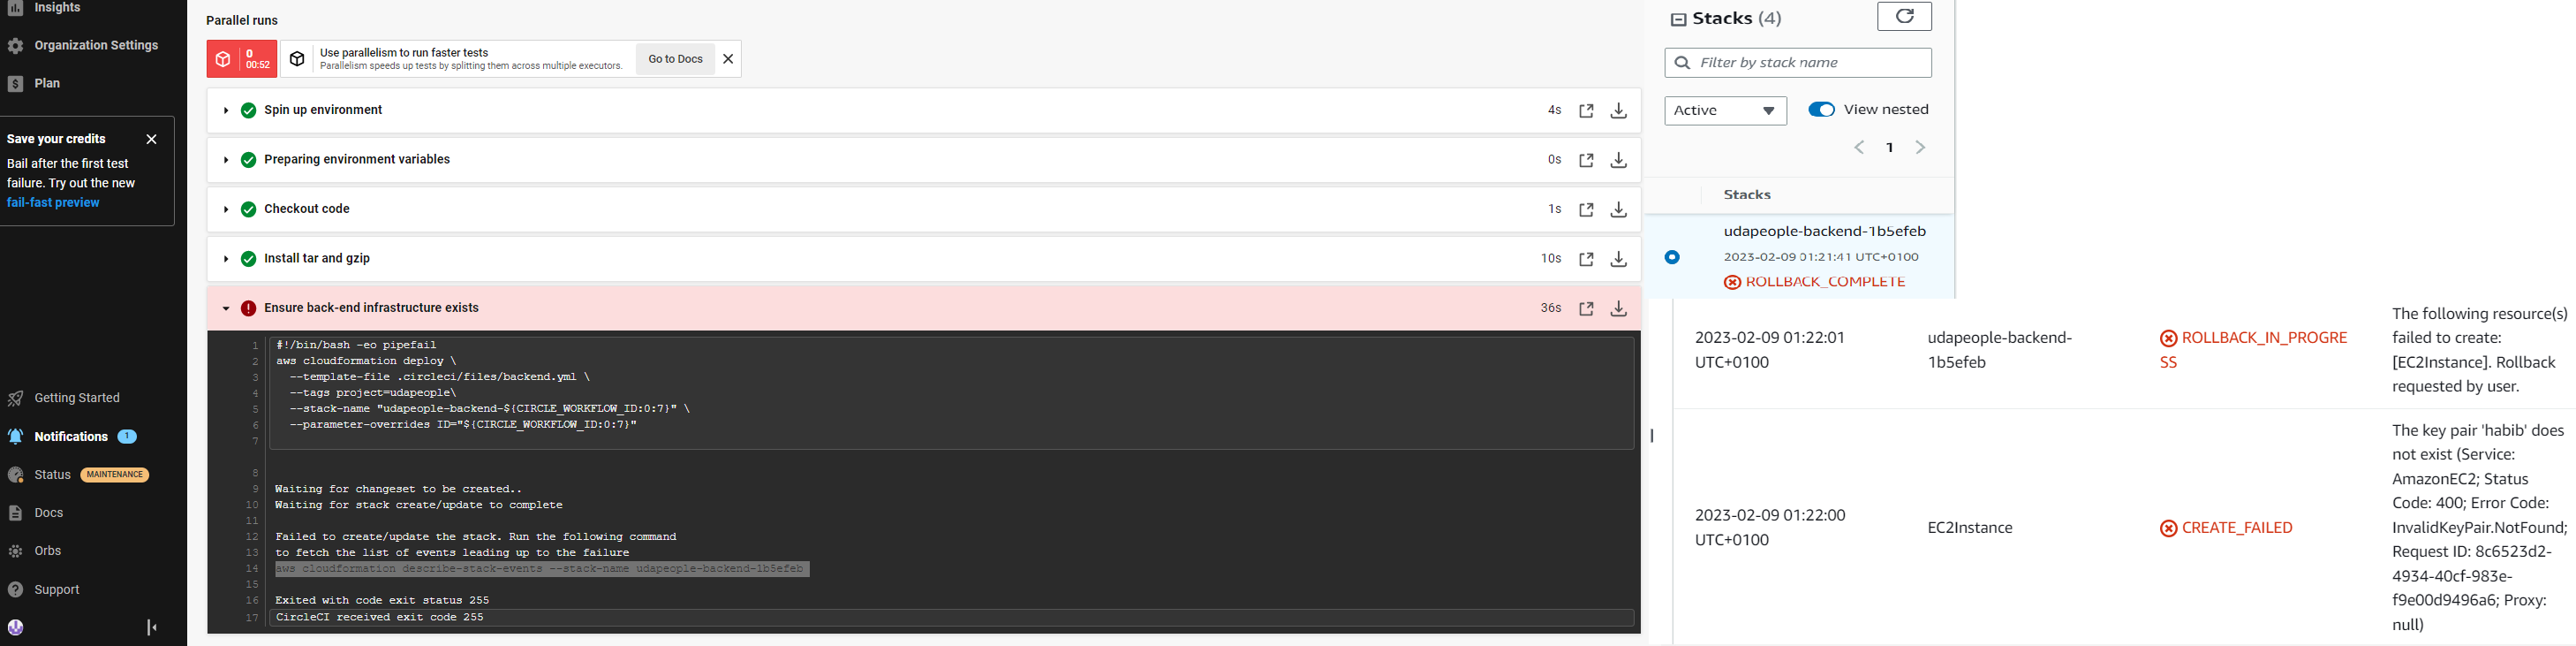 Insights
Organization Settings
Plan
Save your credits
Bail after the first test
failure. Try out the new
fail-fast preview
Getting Started
Notifications 1
Status MAINTENANCE
Docs
Orbs
Support
Parallel runs
0
00:52
Use parallelism to run faster tests
Parallelism speeds up tests by splitting them across multiple executors.
Go to Docs
Spin up environment 4s
Preparing environment variables 0s
Checkout code 1s
Install tar and gzip 10s
Ensure back-end infrastructure exists 36s
1 #!/bin/bash -eo pipefail
2 aws cloudformation deploy \
3 --template-file .circleci/files/backend.yml \
4 --tags project=udapeople\
5 --stack-name "udapeople-backend-${CIRCLE_WORKFLOW_ID:0:7}" \
6 --parameter-overrides ID="${CIRCLE_WORKFLOW_ID:0:7}"
7
8
9 Waiting for changeset to be created..
10 Waiting for stack create/update to complete
11
12 Failed to create/update the stack. Run the following command
13 to fetch the list of events leading up to the failure
14 aws cloudformation describe-stack-events --stack-name udapeople-backend-1b5efeb
15
16 Exited with code exit status 255
17 CircleCI received exit code 255
Stacks (4)
Filter by stack name
Active
View nested
1
Stacks
udapeople-backend-1b5efeb
2023-02-09 01:21:41 UTC+0100
ROLLBACK_COMPLETE
2023-02-09 01:22:01
UTC+0100
udapeople-backend-
1b5efeb
ROLLBACK_IN_PROGRE
SS
The following resource(s)
failed to create:
[EC2Instance]. Rollback
requested by user.
2023-02-09 01:22:00
UTC+0100
EC2Instance
CREATE_FAILED
The key pair 'habib' does
not exist (Service:
AmazonEC2; Status
Code: 400; Error Code:
InvalidKeyPair.NotFound;
Request ID: 8c6523d2-
4934-40cf-983e-
f9e00d9496a6; Proxy:
null)